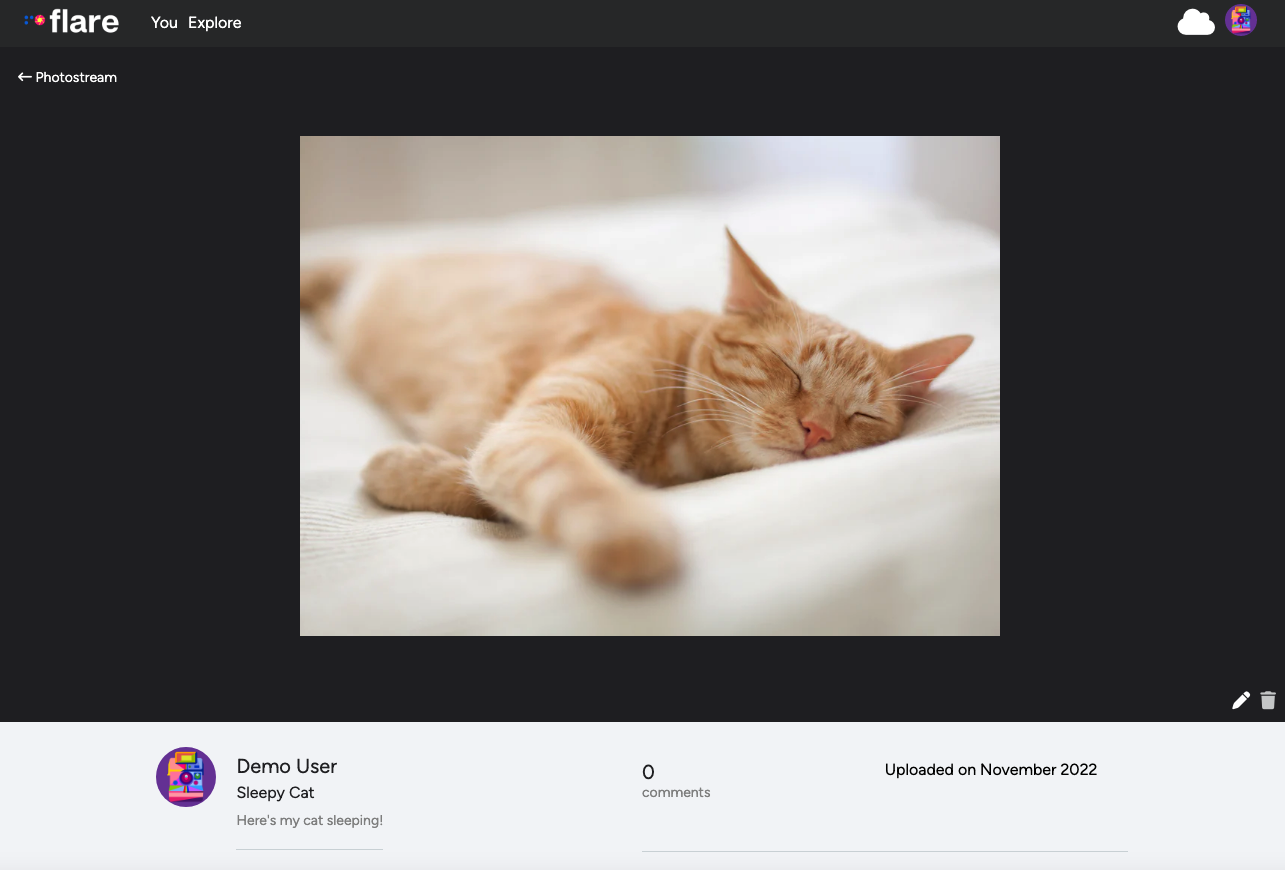 flare
You Explore
← Photostream
Demo User
Sleepy Cat
Here's my cat sleeping!
0
comments
Uploaded on November 2022